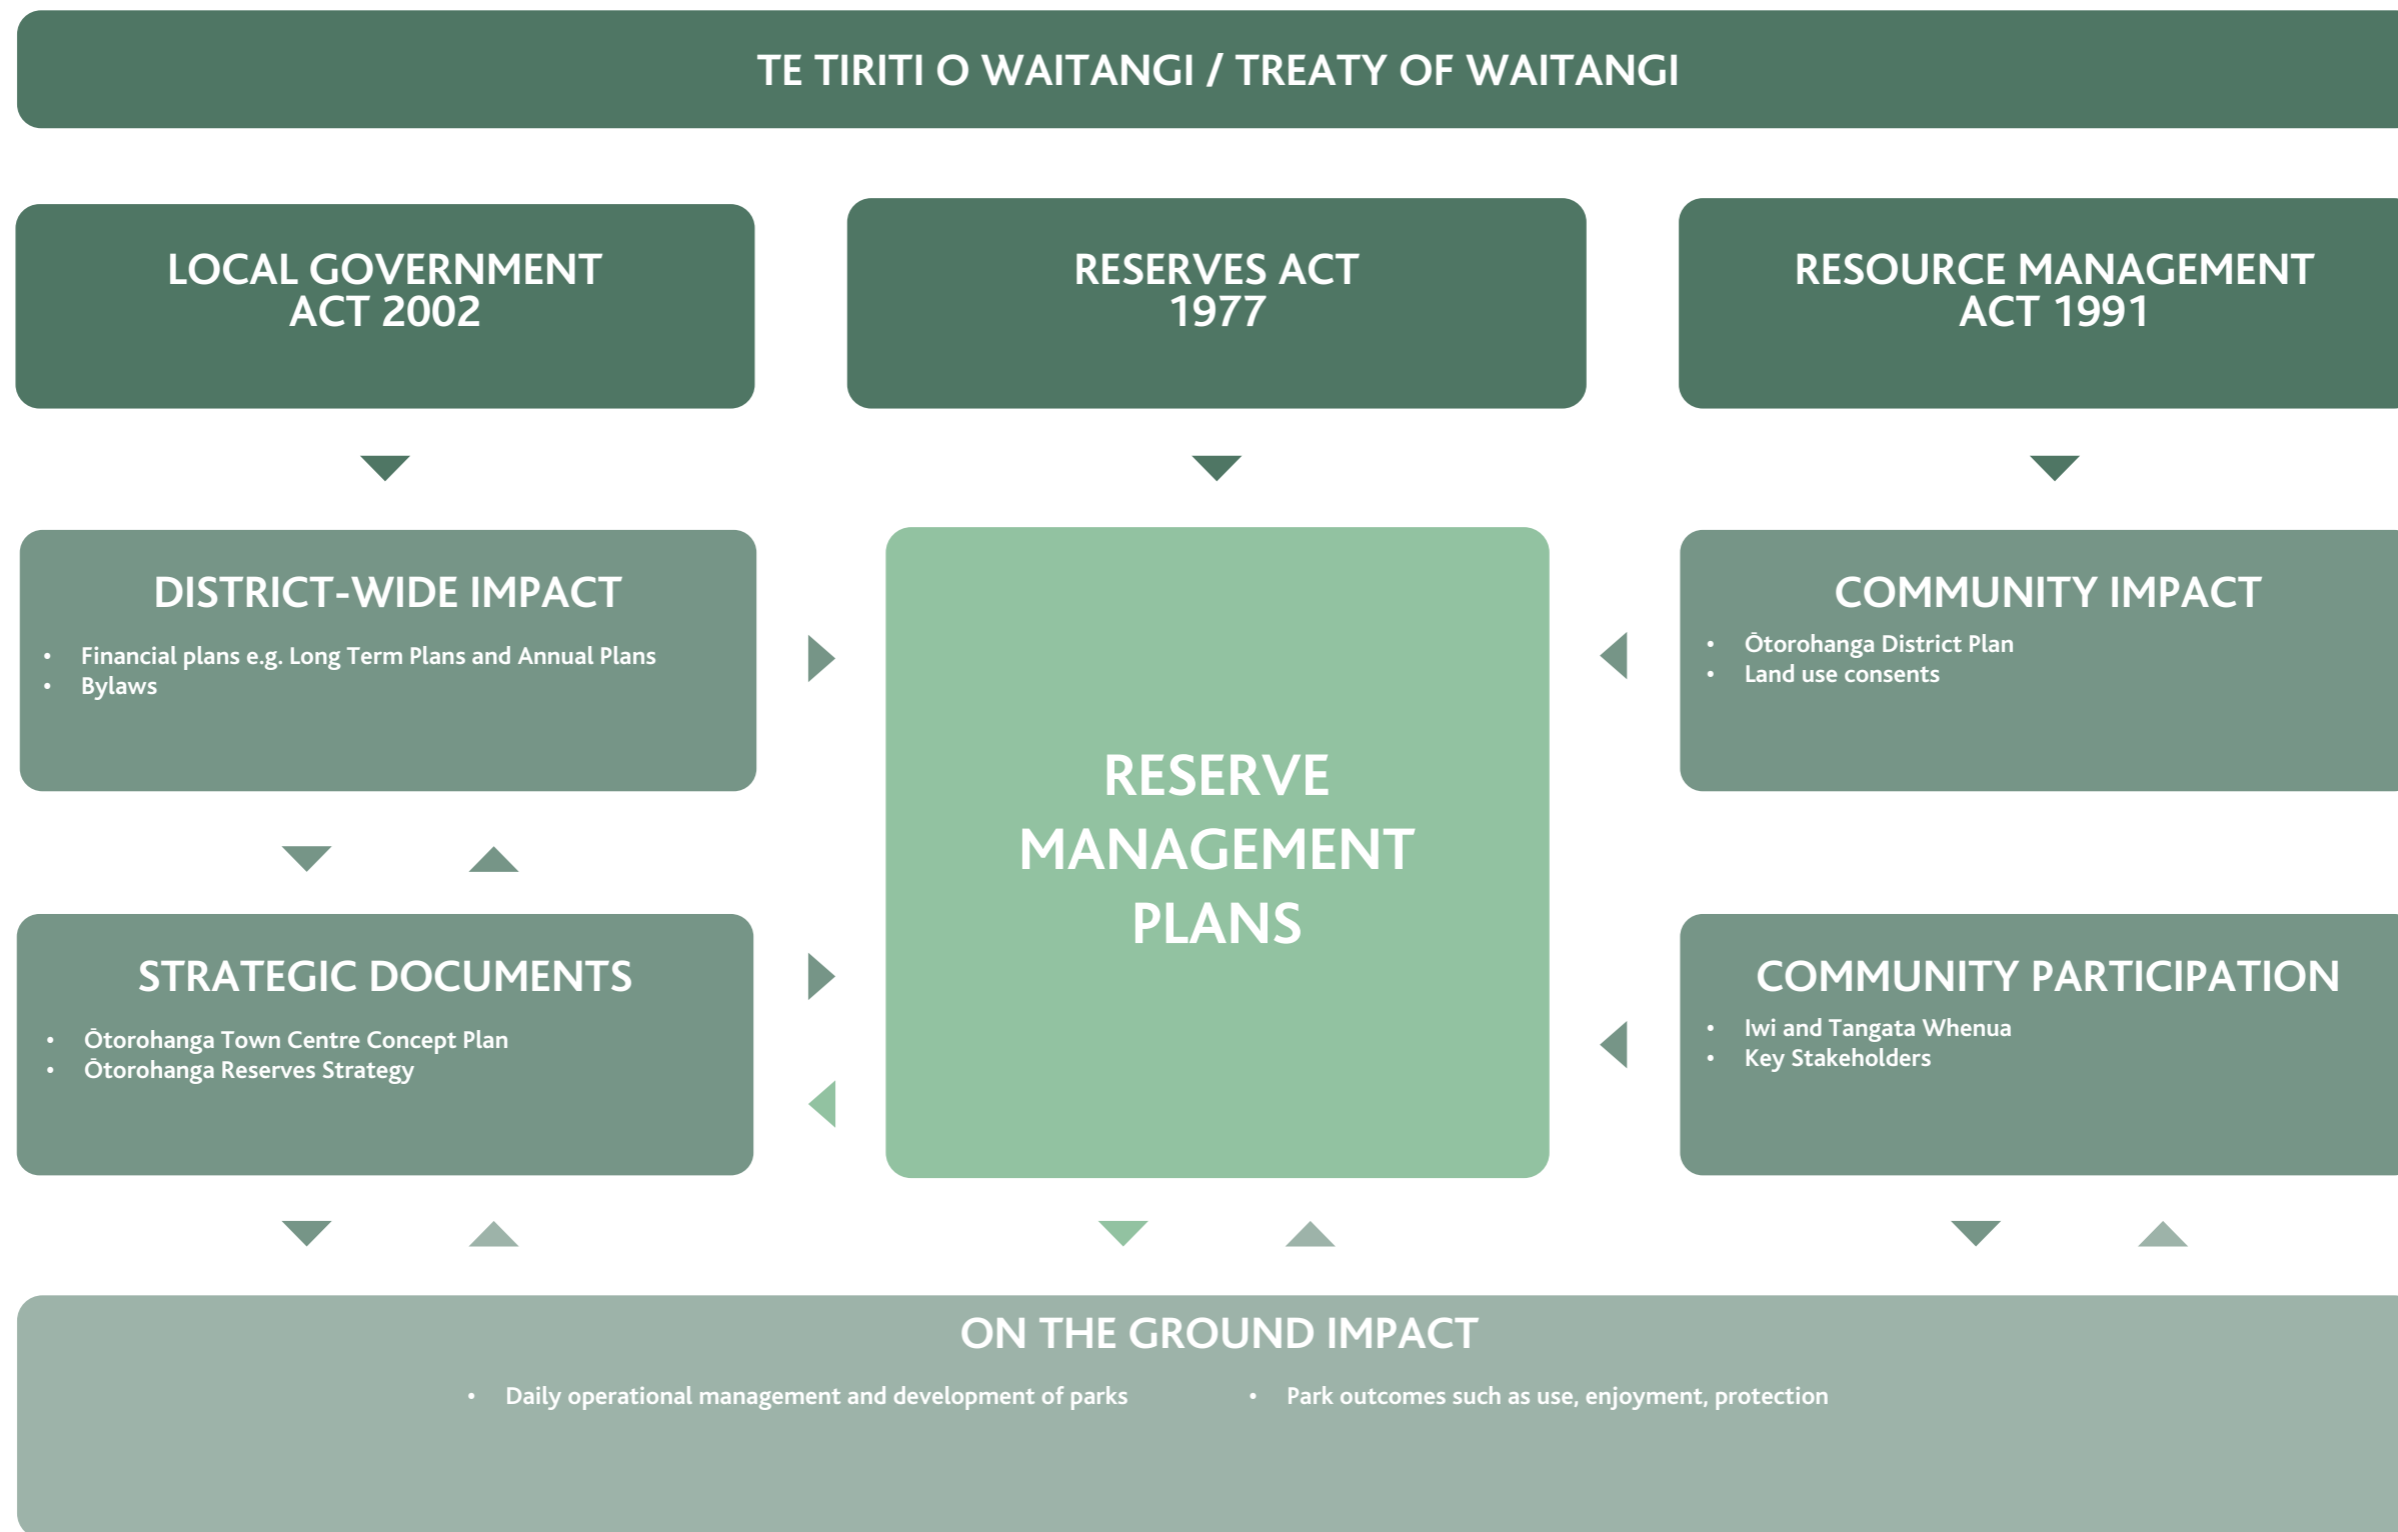 TE TIRITI O WAITANGI / TREATY OF WAITANGI
LOCAL GOVERNMENT
ACT 2002
RESERVES ACT
1977
RESOURCE MANAGEMENT
ACT 1991
DISTRICT-WIDE IMPACT
• Financial plans e.g. Long Term Plans and Annual Plans
• Bylaws
COMMUNITY IMPACT
• Ōtorohanga District Plan
• Land use consents
RESERVE
MANAGEMENT
PLANS
STRATEGIC DOCUMENTS
• Ōtorohanga Town Centre Concept Plan
• Ōtorohanga Reserves Strategy
COMMUNITY PARTICIPATION
• Iwi and Tangata Whenua
• Key Stakeholders
ON THE GROUND IMPACT
• Daily operational management and development of parks
• Park outcomes such as use, enjoyment, protection